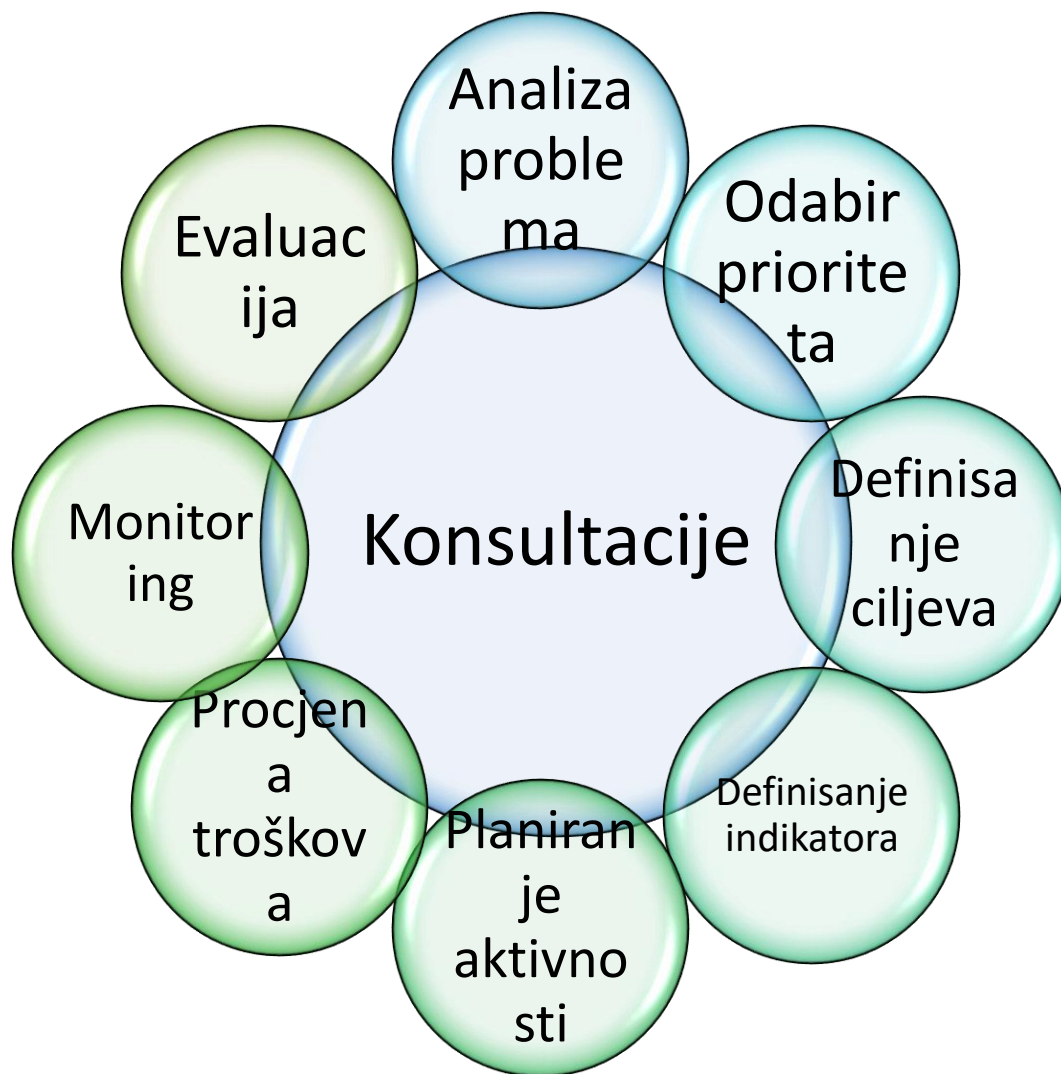 Analiza
proble
ma
Odabir
priorite
ta
Definisa
nje
ciljeva
Definisanje
indikatora
Planiran
je
aktivno
sti
Procjen
a
troškov
a
Monitor
ing
Evaluac
ija
Konsultacije